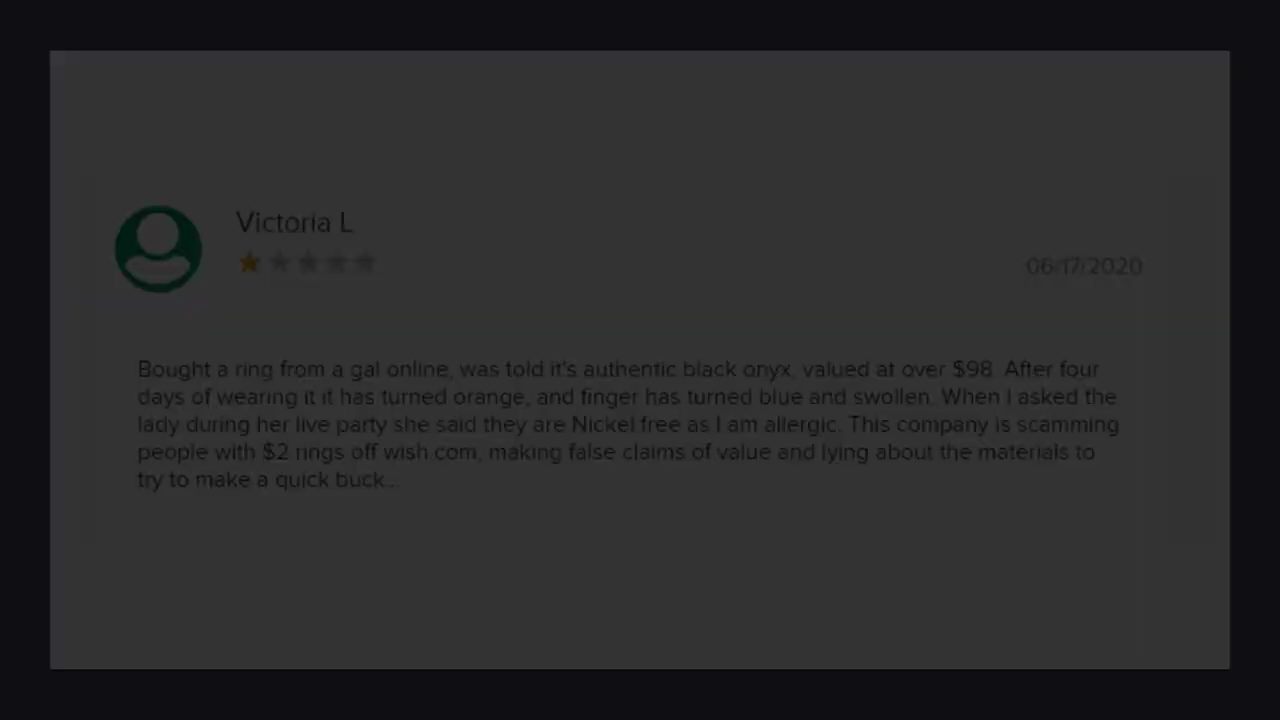 Victoria L
06/17/2020
Bought a ring from a gal online, was told it's authentic black onyx, valued at over $98. After four
days of wearing it it has turned orange, and finger has turned blue and swollen. When I asked the
lady during her live party she said they are Nickel free as I am allergic. This company is scamming
people with $2 rings off wish.com, making false claims of value and lying about the materials to
try to make a quick buck...